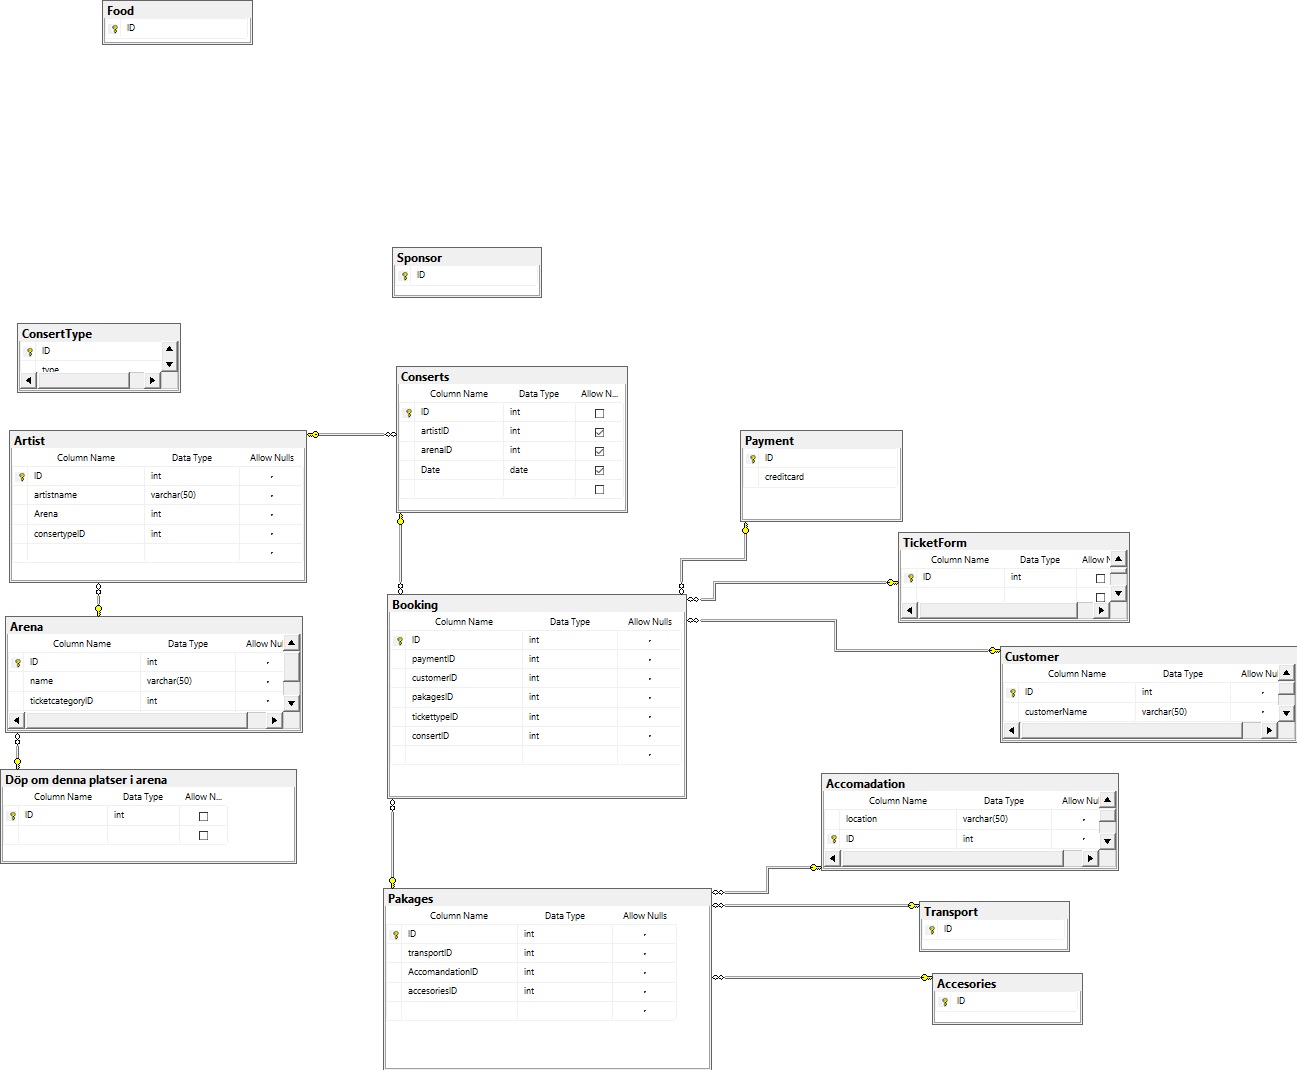 Food
ID
Sponsor
ID
ConsertType
ID
type
Conserts
Column Name Data Type Allow N...
ID int
artistID int
arenaID int
Date date
Artist
Column Name Data Type Allow Nulls
ID int
artistname varchar(50)
Arena int
consertypeID int
Payment
ID
creditcard
TicketForm
Column Name Data Type Allow N
ID int
Booking
Column Name Data Type Allow Nulls
ID int
paymentID int
customerID int
pakagesID int
tickettypeID int
consertID int
Arena
Column Name Data Type Allow Nul
ID int
name varchar(50)
ticketcategoryID int
Customer
Column Name Data Type Allow Nul
ID int
customerName varchar(50)
Döp om denna platser i arena
Column Name Data Type Allow N...
ID int
Accomadation
Column Name Data Type Allow Nul
location varchar(50)
ID int
Pakages
Column Name Data Type Allow Nulls
ID int
transportID int
AccomandationID int
accesoriesID int
Transport
ID
Accesories
ID